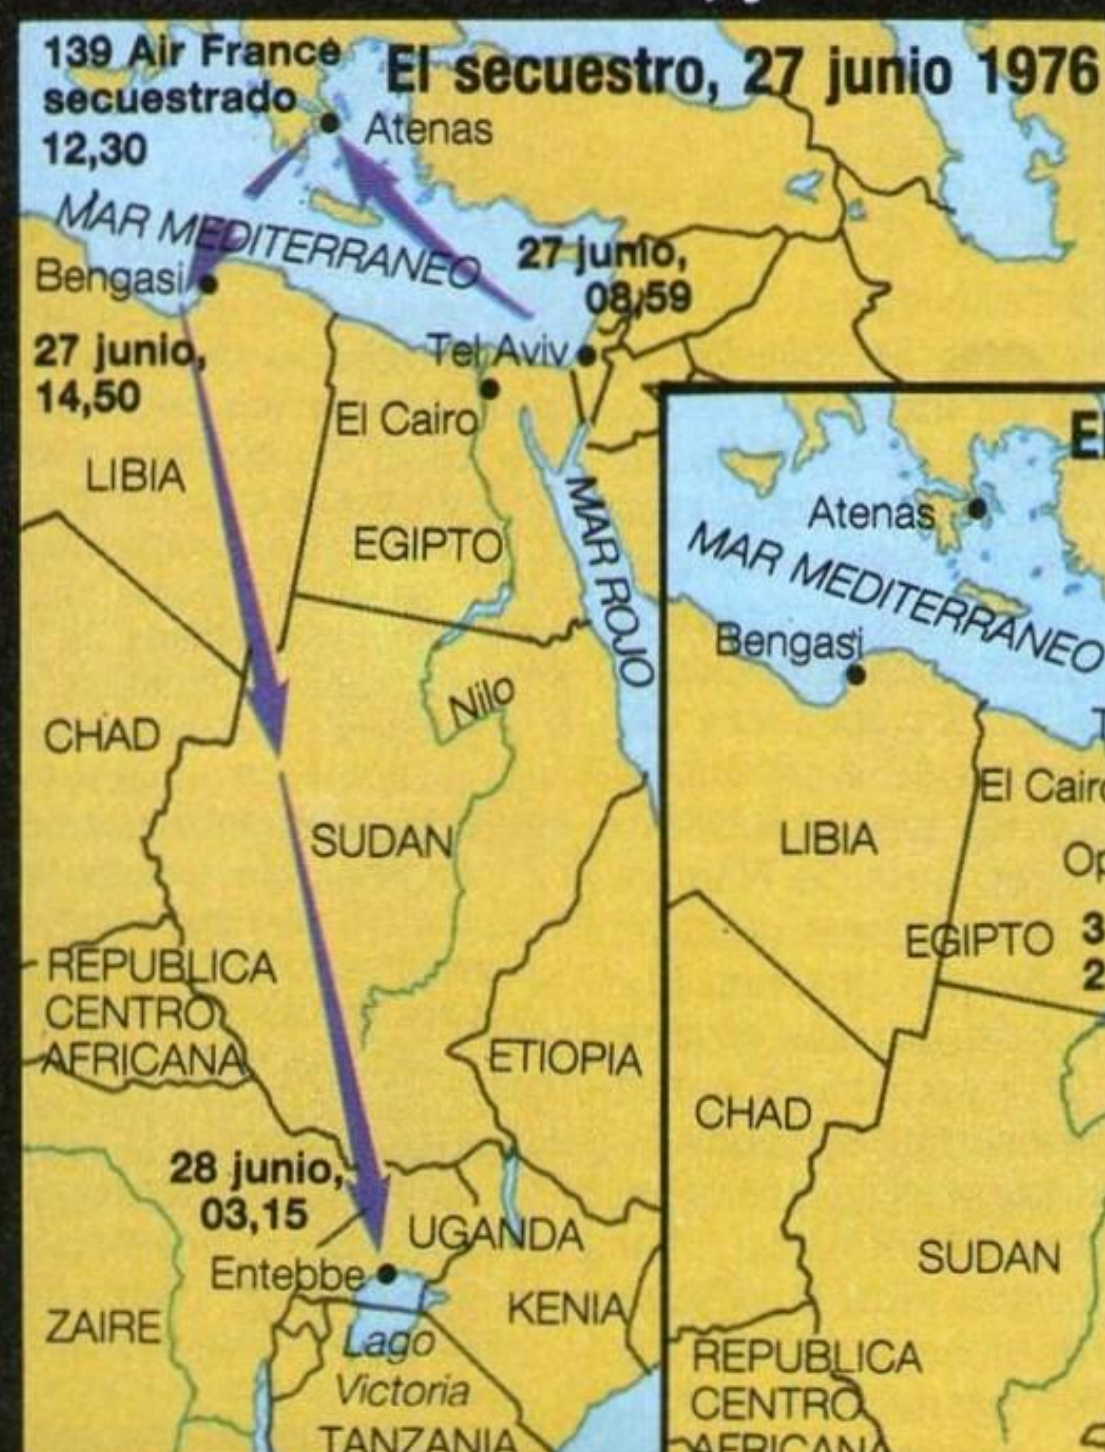 139 Air France
secuestrado
12,30
El secuestro, 27 junio 1976
Atenas
MAR MEDITERRANEO
27 junio,
08,59
Bengasi
27 junio,
14,50
Tel Aviv
El Cairo
LIBIA
EGIPTO
MAR ROJO
Nilo
CHAD
SUDAN
REPUBLICA
CENTRO
AFRICANA
ETIOPIA
28 junio,
03,15
UGANDA
Entebbe
KENIA
ZAIRE
Lago
Victoria
TANZANIA
Atenas
MAR MEDITERRANEO
Bengasi
El Cairo
LIBIA
EGIPTO
CHAD
SUDAN
REPUBLICA
CENTRO
AFRICANA